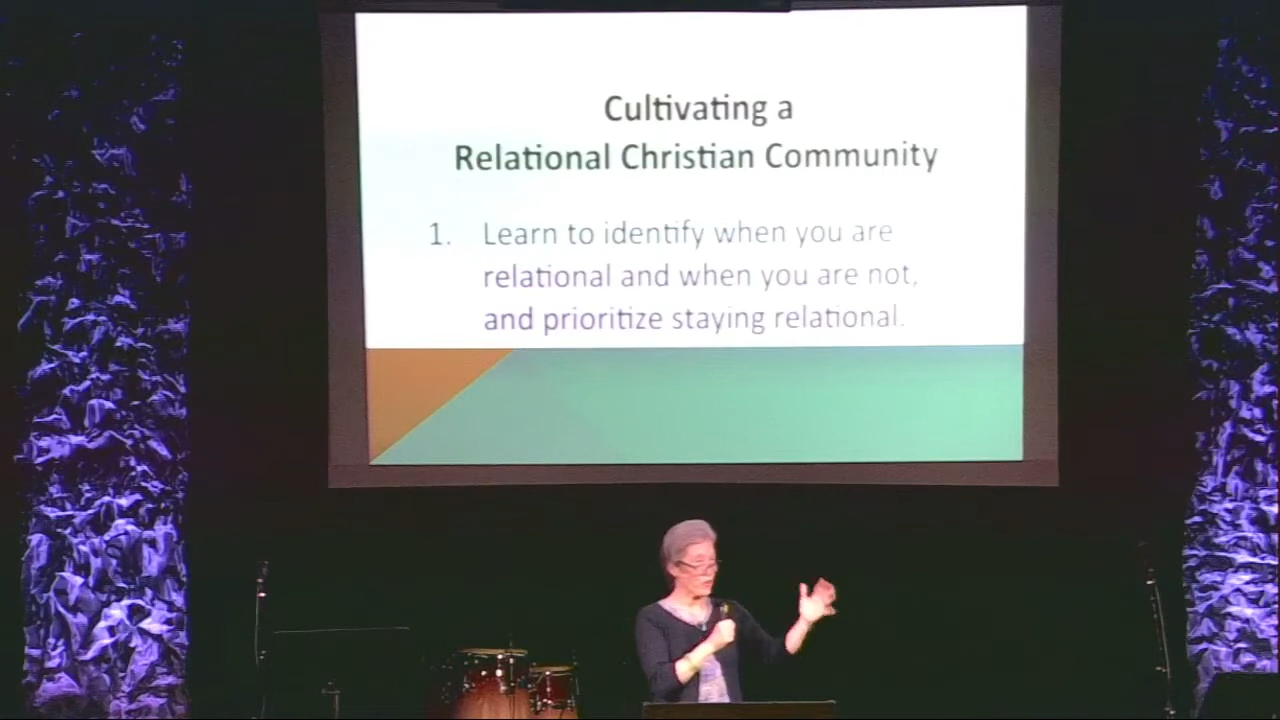 Cultivating a
Relational Christian Community
1. Learn to identify when you are
relational and when you are not,
and prioritize staying relational.